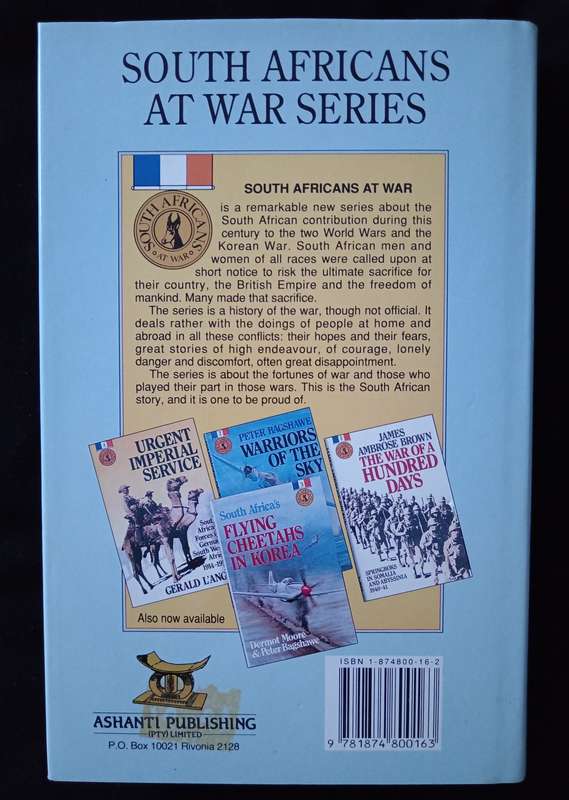 SOUTH AFRICANS
AT WAR SERIES
SOUTH AFRICANS
AT WAR
SOUTH AFRICANS AT WAR
is a remarkable new series about the
South African contribution during this
century to the two World Wars and the
Korean War. South African men and
women of all races were called upon at
short notice to risk the ultimate sacrifice for
their country, the British Empire and the freedom of
mankind. Many made that sacrifice.
The series is a history of the war, though not official. It
deals rather with the doings of people at home and
abroad in all these conflicts: their hopes and their fears,
great stories of high endeavour, of courage, lonely
danger and discomfort, often great disappointment.
The series is about the fortunes of war and those who
played their part in those wars. This is the South African
story, and it is one to be proud of.
URGENT
IMPERIAL
SERVICE
GERALD L'ANG
PETER BAGSHAWE
WARRIORS
OF THE
SKY
South Africa's
FLYING
CHEETAHS
IN KOREA
Dermot Moore
& Peter Bagshawe
JAMES
AMBROSE BROWN
THE WAR OF A
HUNDRED
DAYS
SPRINGBOKS
IN SOMALIA AND
ABYSSINIA
1940-41
Also now available
ASHANTI PUBLISHING
(PTY) LIMITED
P.O. Box 10021 Rivonia 2128
ISBN 1-874800-16-2
9 781874 800163